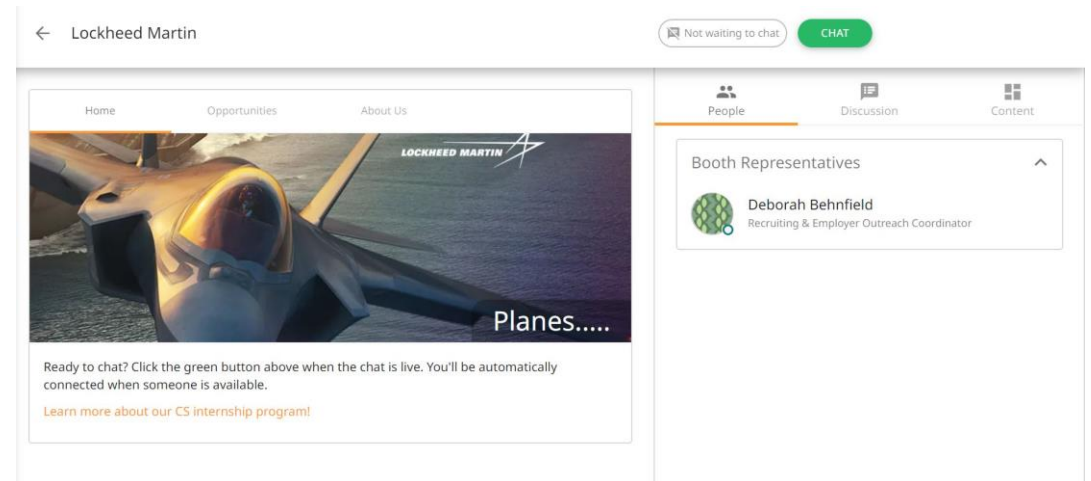 Lockheed Martin
Not waiting to chat
CHAT
Home
Opportunities
About Us
LOCKHEED MARTIN
Planes.....
Ready to chat? Click the green button above when the chat is live. You'll be automatically
connected when someone is available.
Learn more about our CS internship program!
People
Discussion
Content
Booth Representatives
Deborah Behnfield
Recruiting & Employer Outreach Coordinator